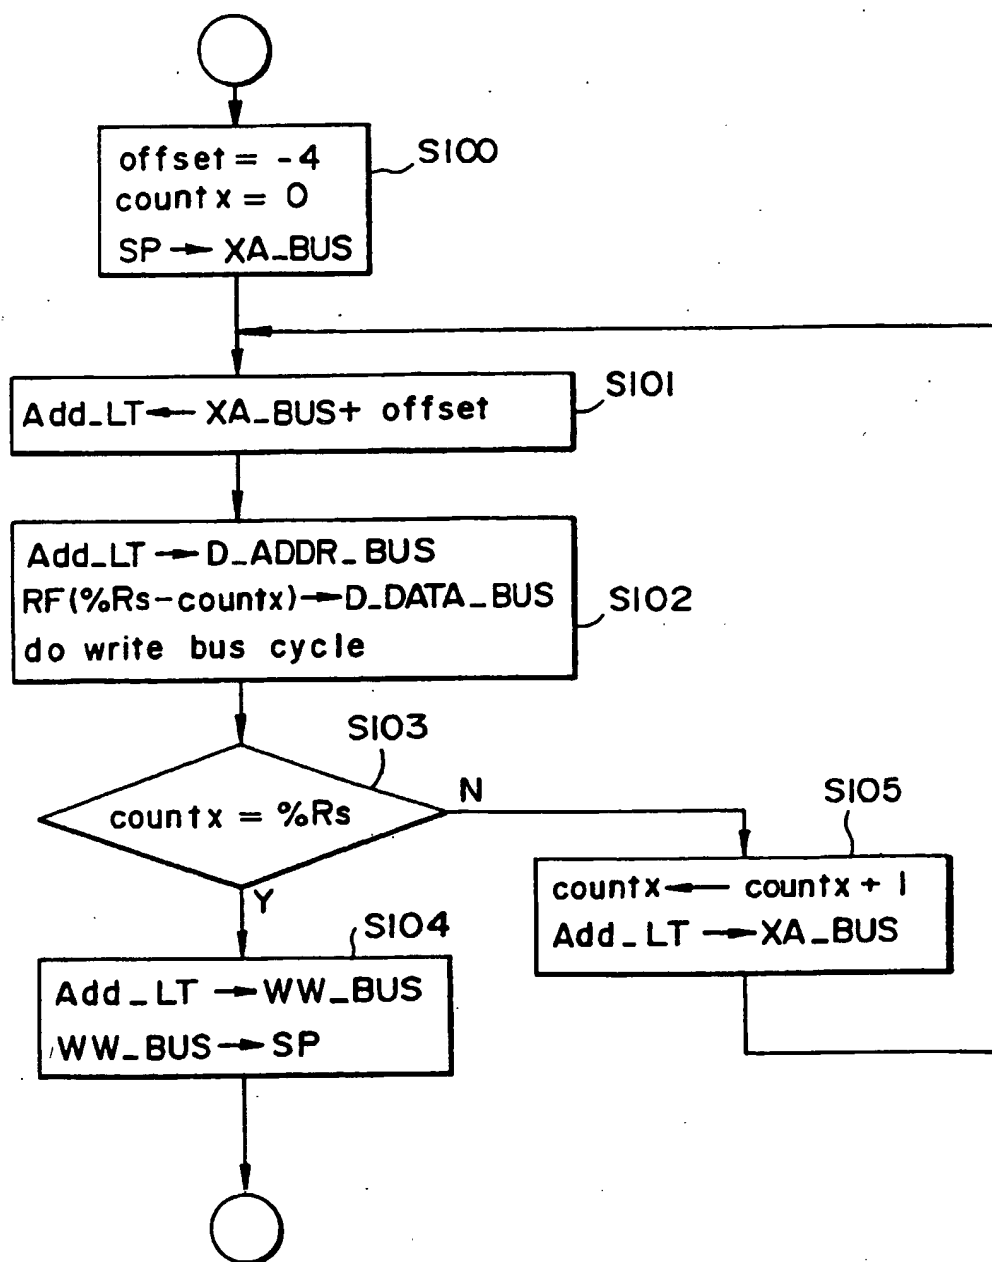 S100
offset = -4
countx = 0
SP → XA_BUS
S101
Add_LT ← XA_BUS + offset
S102
Add_LT → D_ADDR_BUS
RF(%Rs-countx) → D_DATA_BUS
do write bus cycle
S103
countx = %Rs
N
Y
S105
countx ← countx + 1
Add_LT → XA_BUS
S104
Add_LT → WW_BUS
WW_BUS → SP